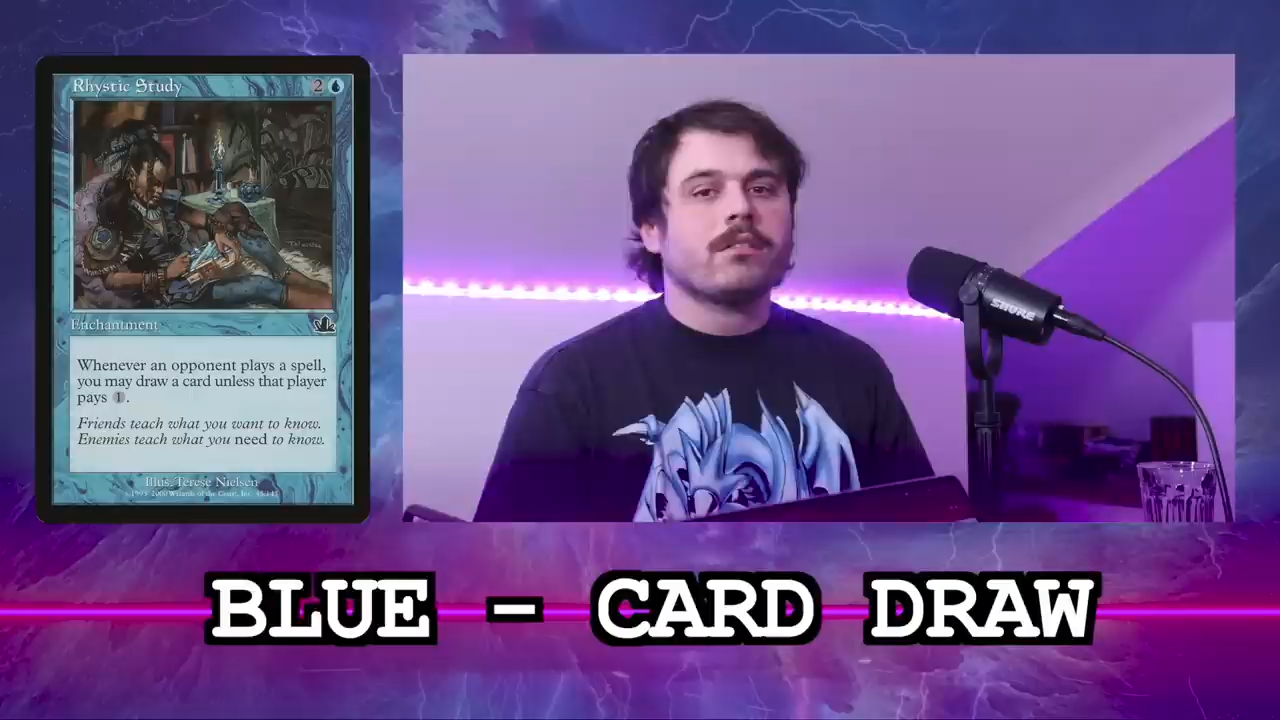 Rhystic Study 2
Enchantment
Whenever an opponent plays a spell,
you may draw a card unless that player
pays 1.
Friends teach what you want to know.
Enemies teach what you need to know.
Illus. Terese Nielsen
SHURE
BLUE - CARD DRAW